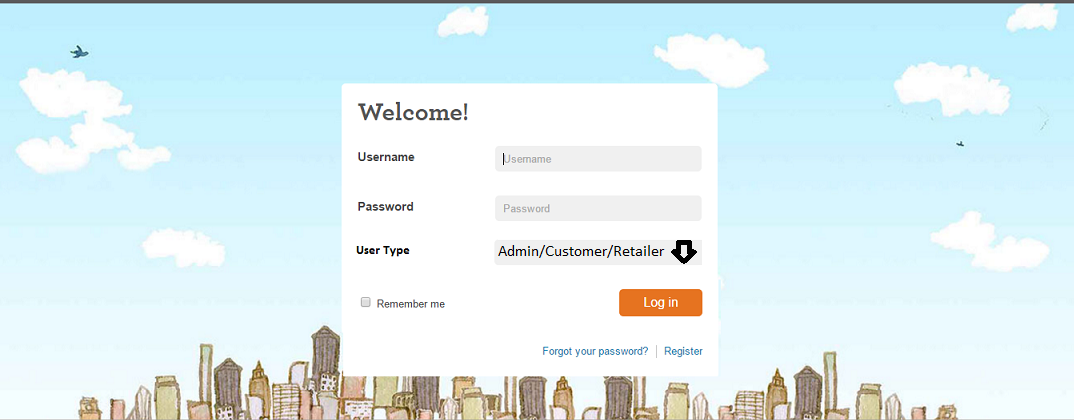 Welcome!
Username
Username
Password
Password
User Type
Admin/Customer/Retailer
Remember me
Log in
Forgot your password?
Register